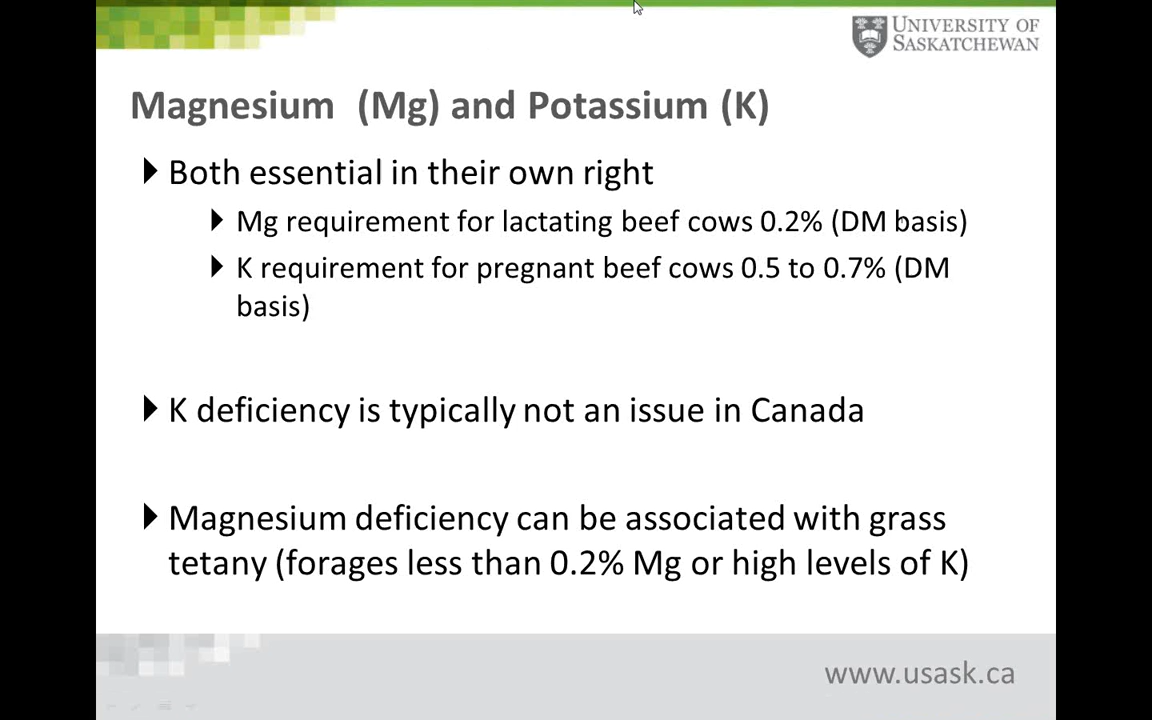 UNIVERSITY OF
SASKATCHEWAN
Magnesium (Mg) and Potassium (K)
Both essential in their own right
Mg requirement for lactating beef cows 0.2% (DM basis)
K requirement for pregnant beef cows 0.5 to 0.7% (DM
basis)
K deficiency is typically not an issue in Canada
Magnesium deficiency can be associated with grass
tetany (forages less than 0.2% Mg or high levels of K)
www.usask.ca